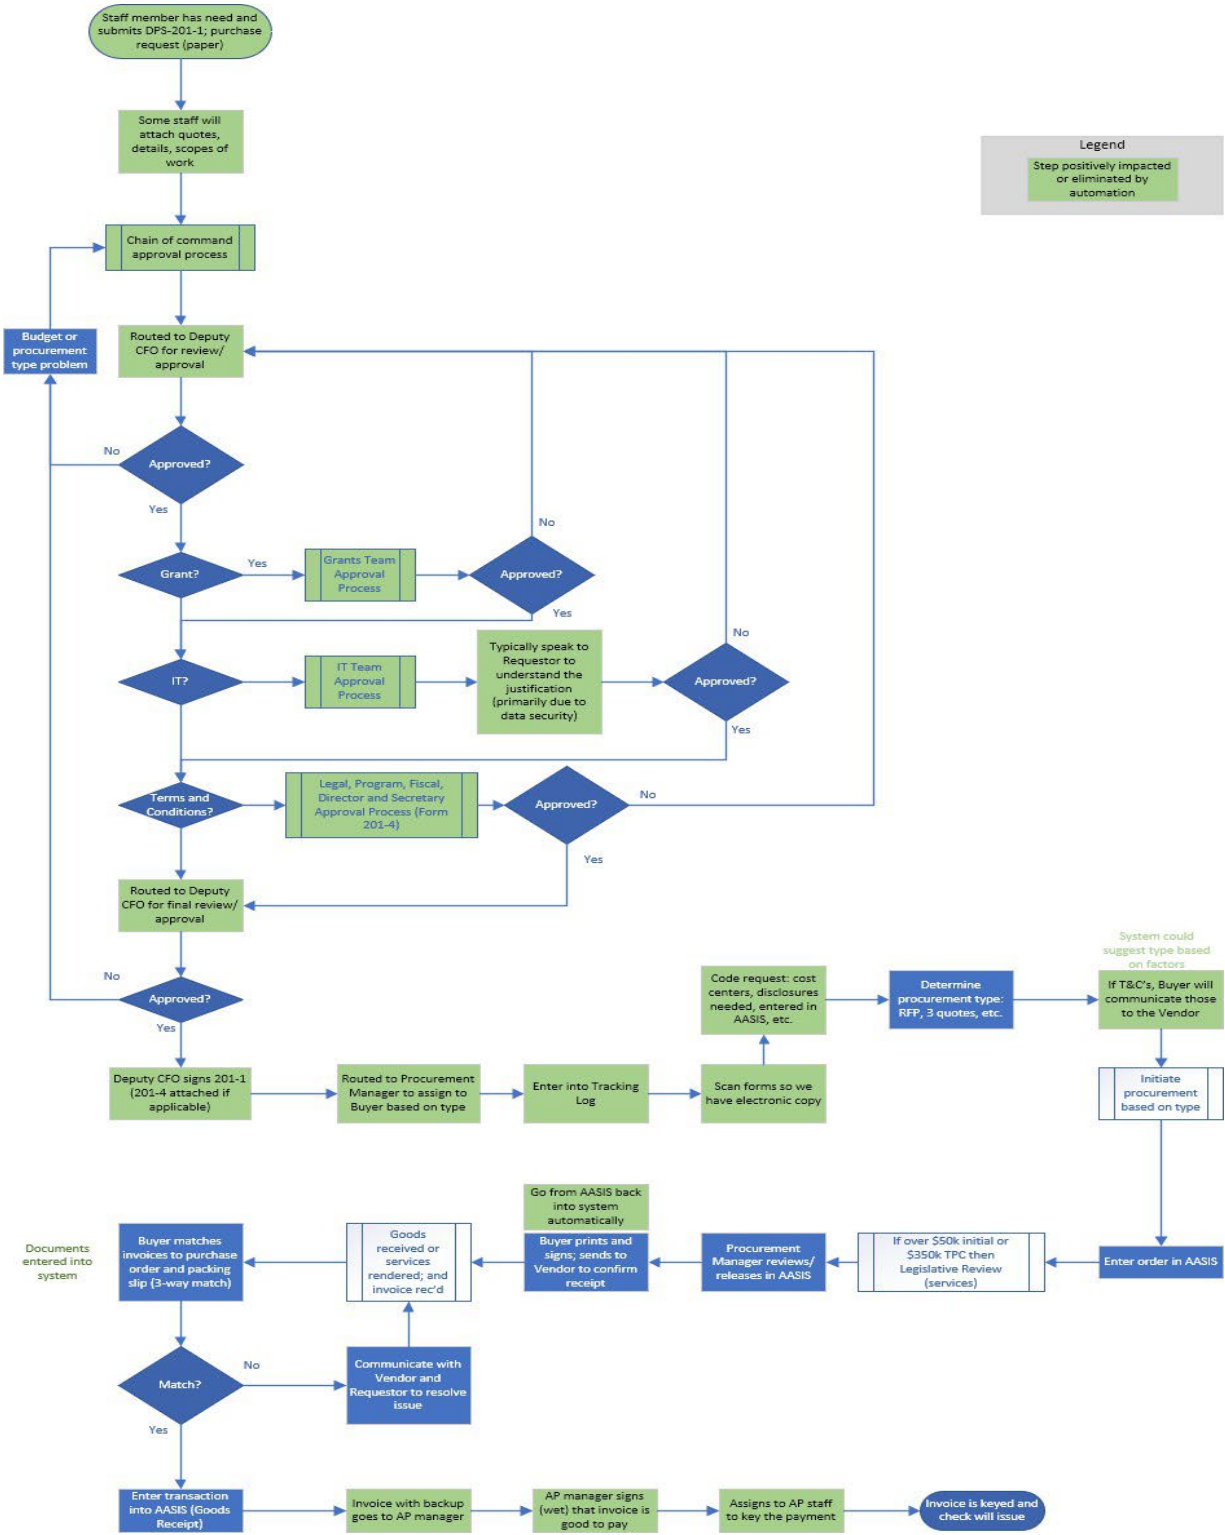 Staff member has need and
submits DPS-201-1; purchase
request (paper)
Some staff will
attach quotes,
details, scopes of
work
Legend
Step positively impacted
or eliminated by
automation
Chain of command
approval process
Budget or
procurement
type problem
Routed to Deputy
CFO for review/
approval
No
Approved?
Yes
No
Grant?
Yes
Grants Team
Approval
Process
Approved?
Yes
No
IT?
IT Team
Approval
Process
Typically speak to
Requestor to
understand the
justification
(primarily due to
data security)
Approved?
Yes
Terms and
Conditions?
Legal, Program, Fiscal,
Director and Secretary
Approval Process (Form
201-4)
Approved?
No
Yes
Routed to Deputy
CFO for final review/
approval
No
Approved?
Yes
Deputy CFO signs 201-1
(201-4 attached if
applicable)
Routed to Procurement
Manager to assign to
Buyer based on type
Enter into Tracking
Log
Scan forms so we
have electronic copy
Code request: cost
centers, disclosures
needed, entered in
AASIS, etc.
Determine
procurement type:
RFP, 3 quotes, etc.
System could
suggest type based
on factors
If T&C's, Buyer will
communicate those
to the Vendor
Initiate
procurement
based on type
Enter order in AASIS
If over $50k initial or
$350k TPC then
Legislative Review
(services)
Procurement
Manager reviews/
releases in AASIS
Go from AASIS back
into system
automatically
Buyer prints and
signs; sends to
Vendor to confirm
receipt
Goods
received or
services
rendered; and
invoice rec'd
Buyer matches
invoices to purchase
order and packing
slip (3-way match)
Documents
entered into
system
Match?
No
Communicate with
Vendor and
Requestor to resolve
issue
Yes
Enter transaction
into AASIS (Goods
Receipt)
Invoice with backup
goes to AP manager
AP manager signs
(wet) that invoice is
good to pay
Assigns to AP staff
to key the payment
Invoice is keyed and
check will issue